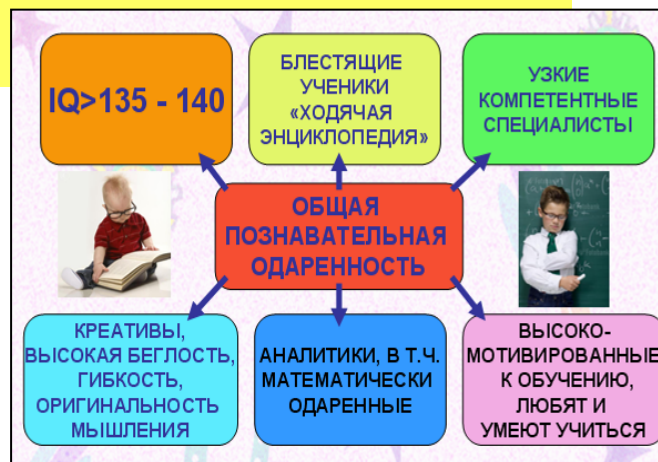 IQ>135 - 140
БЛЕСТЯЩИЕ
УЧЕНИКИ
«ХОДЯЧАЯ
ЭНЦИКЛОПЕДИЯ»
УЗКИЕ
КОМПЕТЕНТНЫЕ
СПЕЦИАЛИСТЫ
ОБЩАЯ
ПОЗНАВАТЕЛЬНАЯ
ОДАРЕННОСТЬ
КРЕАТИВЫ,
ВЫСОКАЯ БЕГЛОСТЬ,
ГИБКОСТЬ,
ОРИГИНАЛЬНОСТЬ
МЫШЛЕНИЯ
АНАЛИТИКИ, В Т.Ч.
МАТЕМАТИЧЕСКИ
ОДАРЕННЫЕ
ВЫСОКО-
МОТИВИРОВАННЫЕ
К ОБУЧЕНИЮ,
ЛЮБЯТ И
УМЕЮТ УЧИТЬСЯ